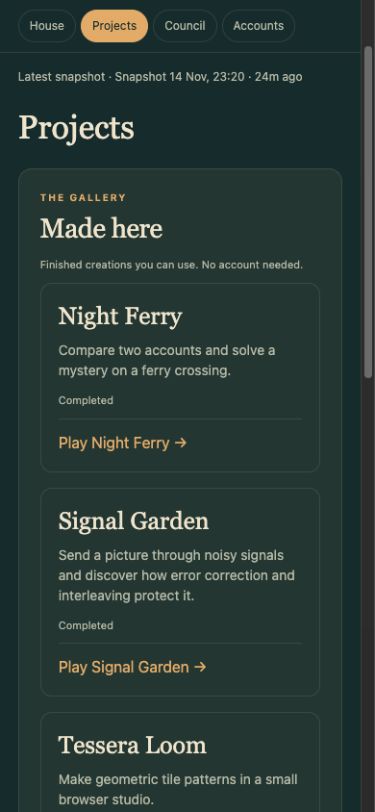 House Projects Council Accounts
Latest snapshot · Snapshot 14 Nov, 23:20 · 24m ago
Projects
THE GALLERY
Made here
Finished creations you can use. No account needed.
Night Ferry
Compare two accounts and solve a
mystery on a ferry crossing.
Completed
Play Night Ferry →
Signal Garden
Send a picture through noisy signals
and discover how error correction and
interleaving protect it.
Completed
Play Signal Garden →
Tessera Loom
Make geometric tile patterns in a small
browser studio.